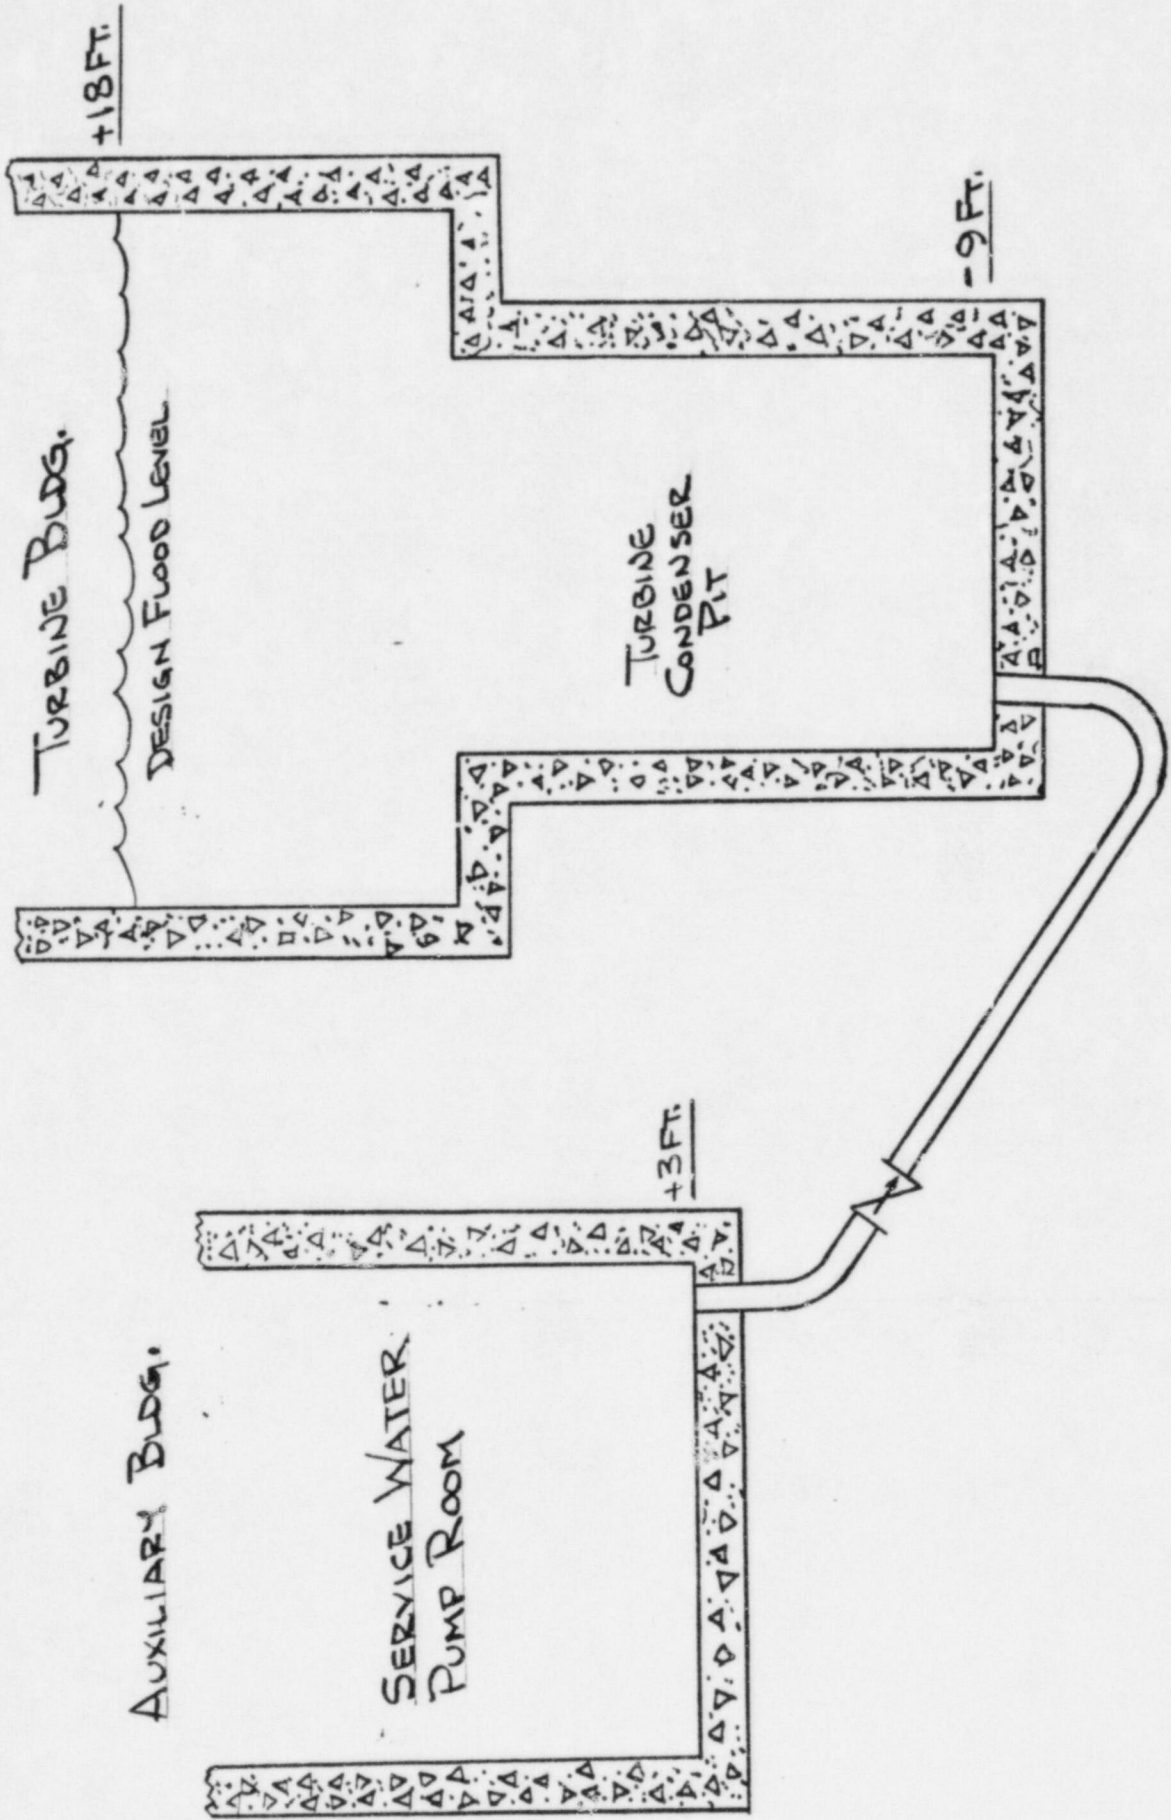 AUXILIARY BLDG.
SERVICE WATER
PUMP ROOM
+3FT.
TURBINE BLDG.
+18FT.
DESIGN FLOOD LEVEL
TURBINE
CONDENSER
PIT
-9FT.